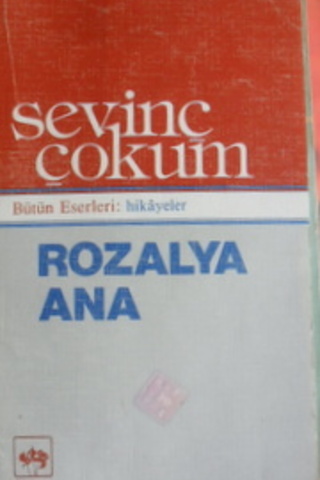 sevinç
çokum
Bütün Eserleri: hikâyeler
ROZALYA
ANA